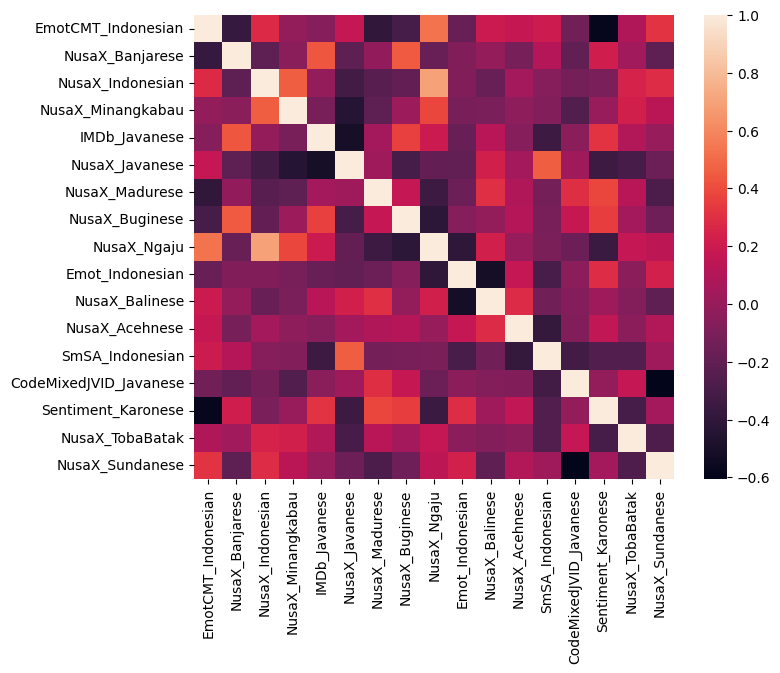 EmotCMT_Indonesian
NusaX_Banjarese
NusaX_Indonesian
NusaX_Minangkabau
IMDb_Javanese
NusaX_Javanese
NusaX_Madurese
NusaX_Buginese
NusaX_Ngaju
Emot_Indonesian
NusaX_Balinese
NusaX_Acehnese
SmSA_Indonesian
CodeMixedJVID_Javanese
Sentiment_Karonese
NusaX_TobaBatak
NusaX_Sundanese
EmotCMT_Indonesian
NusaX_Banjarese
NusaX_Indonesian
NusaX_Minangkabau
IMDb_Javanese
NusaX_Javanese
NusaX_Madurese
NusaX_Buginese
NusaX_Ngaju
Emot_Indonesian
NusaX_Balinese
NusaX_Acehnese
SmSA_Indonesian
CodeMixedJVID_Javanese
Sentiment_Karonese
NusaX_TobaBatak
NusaX_Sundanese
1.0
0.8
0.6
0.4
0.2
0.0
−0.2
−0.4
−0.6